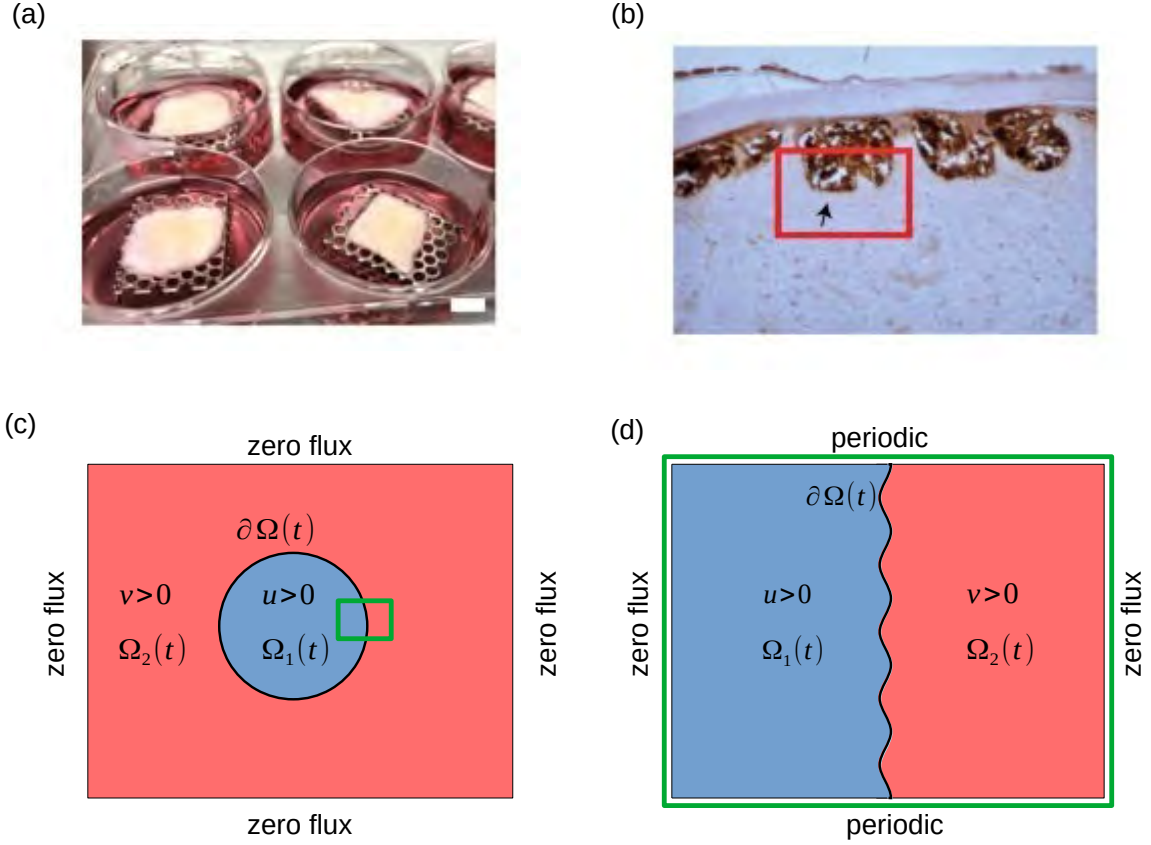 (a)
(b)
(c)
zero flux
∂Ω(t)
v>0
u>0
Ω₂(t)
Ω₁(t)
zero flux
zero flux
zero flux
(d)
periodic
∂Ω(t)
u>0
v>0
Ω₁(t)
Ω₂(t)
zero flux
zero flux
periodic